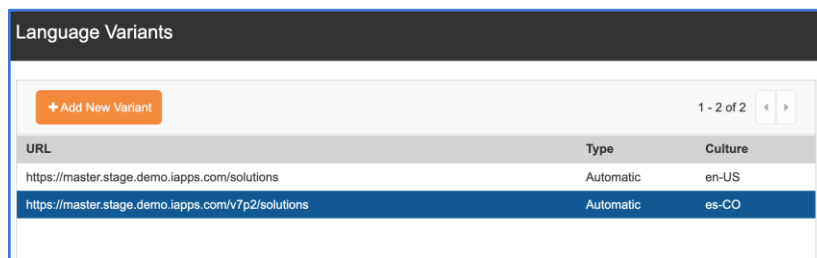 Language Variants
+ Add New Variant 1 - 2 of 2
URL Type Culture
https://master.stage.demo.iapps.com/solutions Automatic en-US
https://master.stage.demo.iapps.com/v7p2/solutions Automatic es-CO